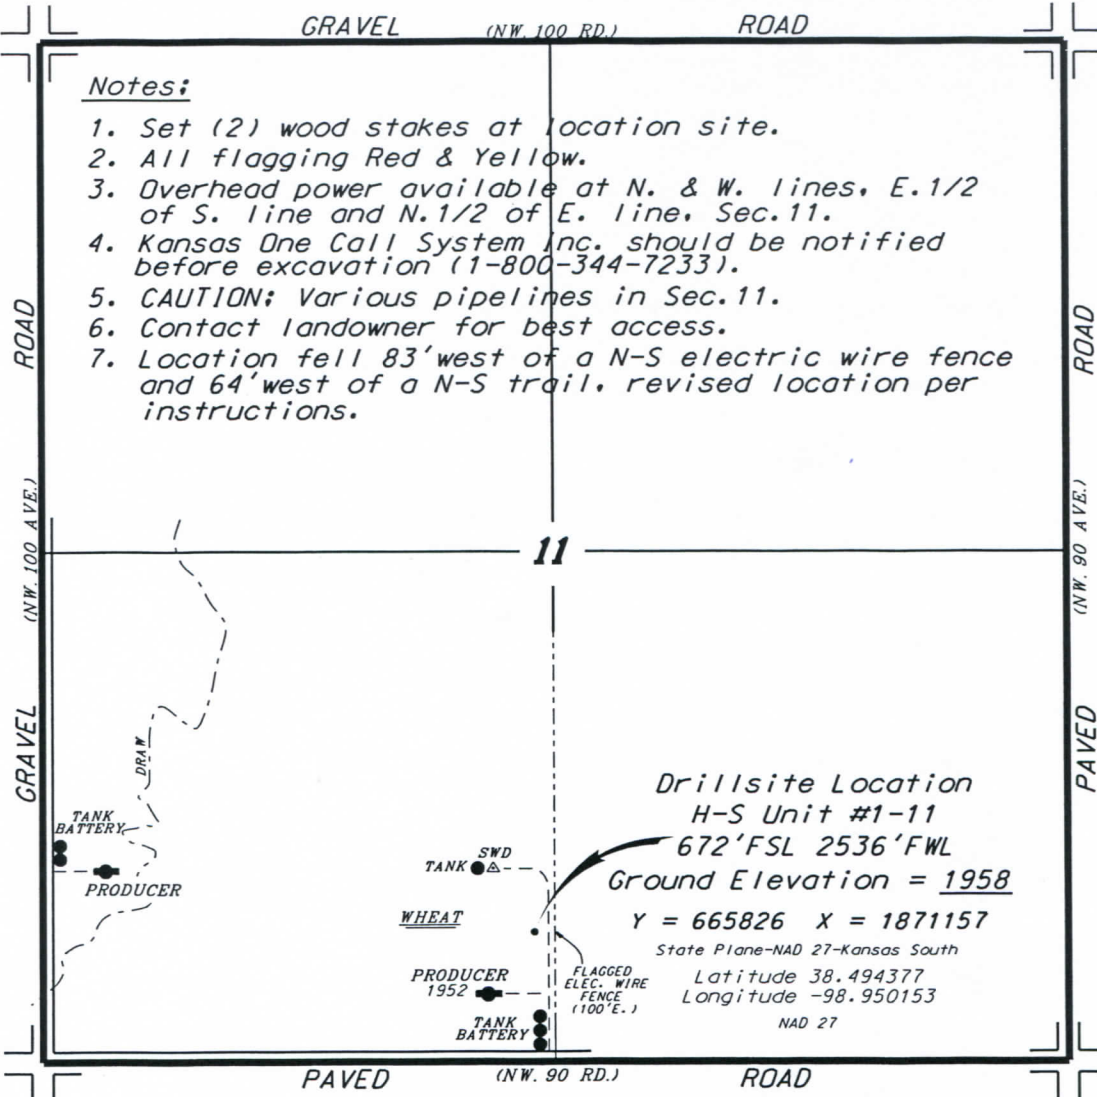 GRAVEL (NW. 100 RD.) ROAD
Notes:
1. Set (2) wood stakes at location site.
2. All flagging Red & Yellow.
3. Overhead power available at N. & W. lines, E.1/2
of S. line and N.1/2 of E. line, Sec.11.
4. Kansas One Call System Inc. should be notified
before excavation (1-800-344-7233).
5. CAUTION: Various pipelines in Sec.11.
6. Contact landowner for best access.
7. Location fell 83'west of a N-S electric wire fence
and 64'west of a N-S trail, revised location per
instructions.
ROAD
(NW. 100 AVE.)
GRAVEL
ROAD
(NW. 90 AVE.)
PAVED
11
DRAW
TANK
BATTERY
PRODUCER
SWD
TANK
WHEAT
PRODUCER
1952
TANK
BATTERY
FLAGGED
ELEC. WIRE
FENCE
(100'E.)
Drillsite Location
H-S Unit #1-11
672'FSL 2536'FWL
Ground Elevation = 1958
Y = 665826 X = 1871157
State Plane-NAD 27-Kansas South
Latitude 38.494377
Longitude -98.950153
NAD 27
PAVED (NW. 90 RD.) ROAD